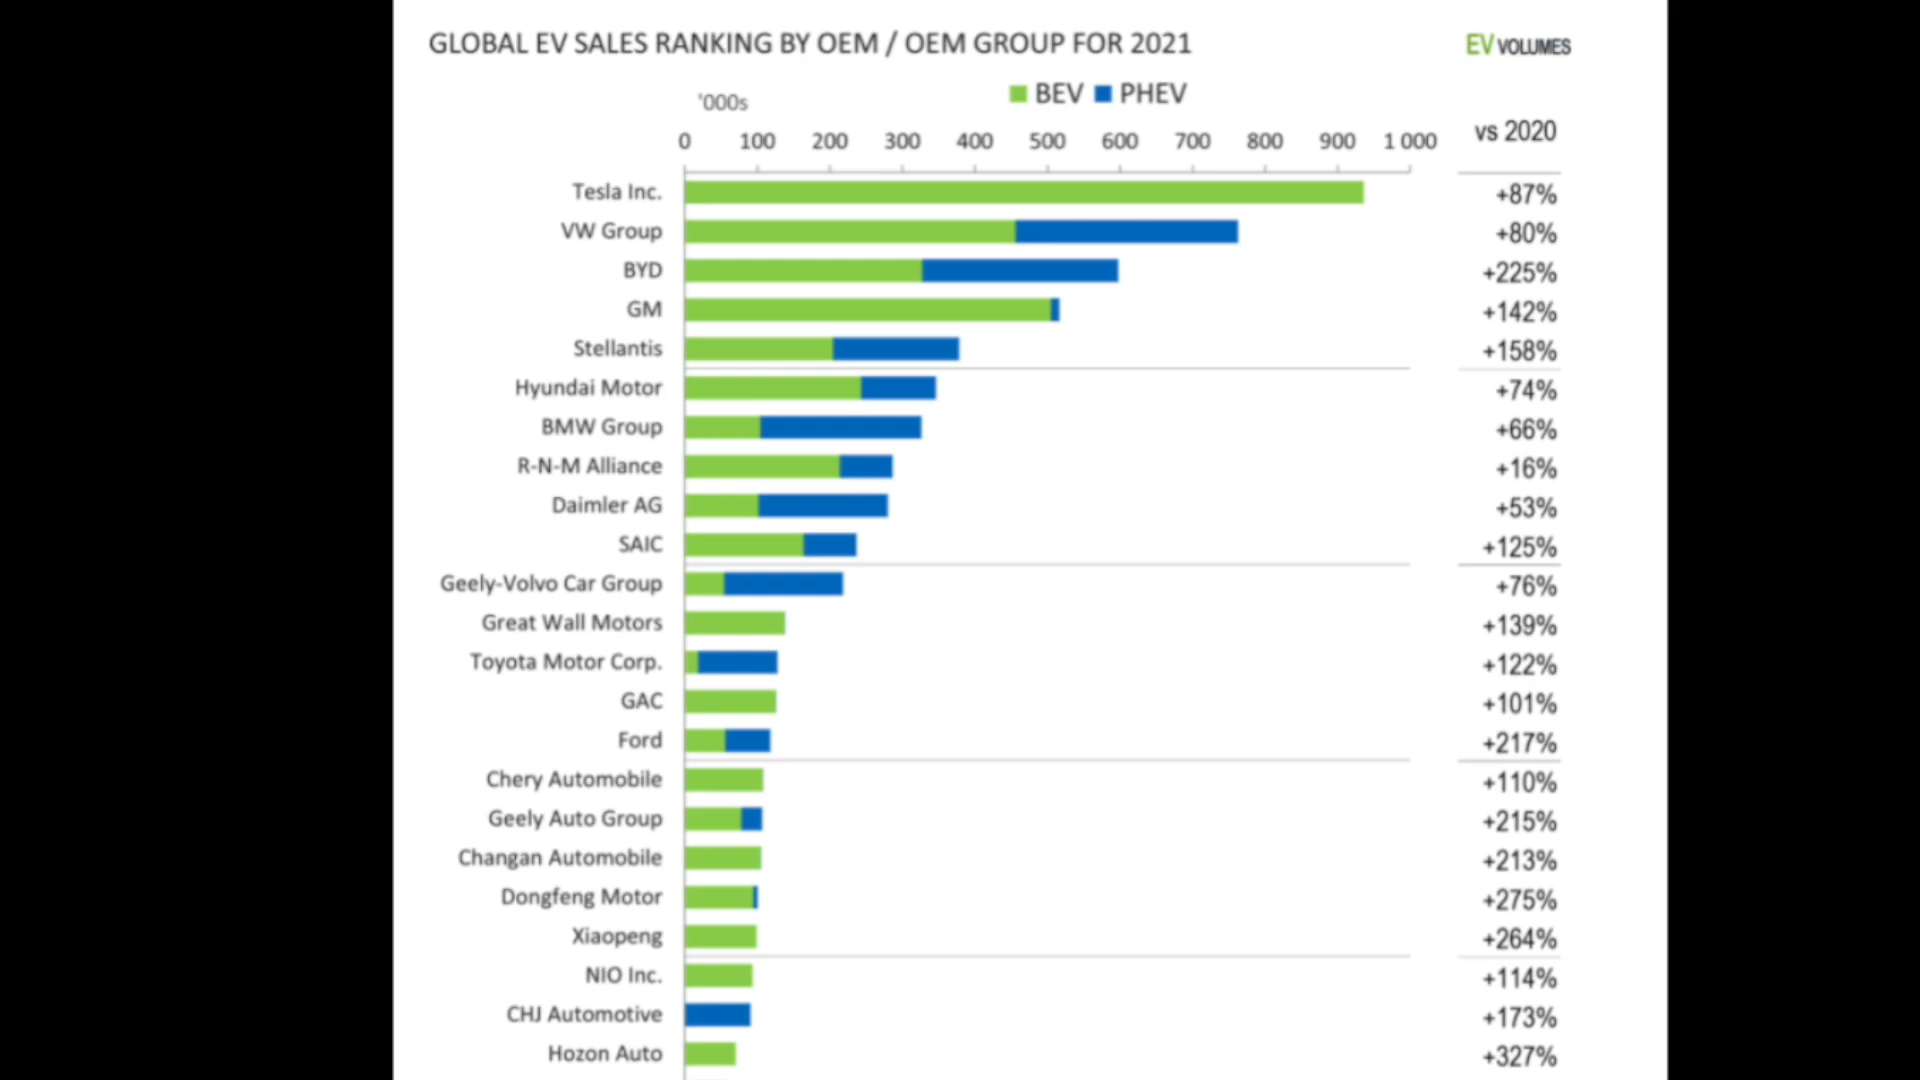 GLOBAL EV SALES RANKING BY OEM / OEM GROUP FOR 2021
EV VOLUMES
BEV PHEV
'000s
vs 2020
0 100 200 300 400 500 600 700 800 900 1 000
Tesla Inc. +87%
VW Group +80%
BYD +225%
GM +142%
Stellantis +158%
Hyundai Motor +74%
BMW Group +66%
R-N-M Alliance +16%
Daimler AG +53%
SAIC +125%
Geely-Volvo Car Group +76%
Great Wall Motors +139%
Toyota Motor Corp. +122%
GAC +101%
Ford +217%
Chery Automobile +110%
Geely Auto Group +215%
Changan Automobile +213%
Dongfeng Motor +275%
Xiaopeng +264%
NIO Inc. +114%
CHJ Automotive +173%
Hozon Auto +327%